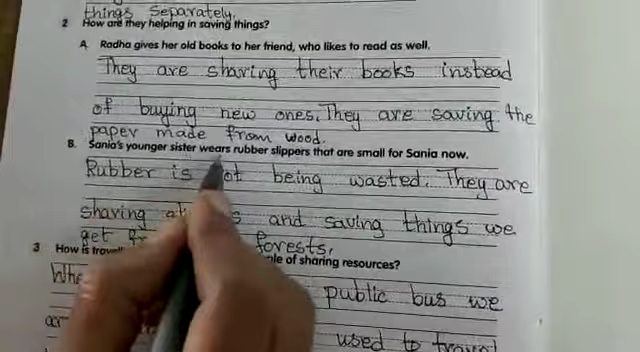 things separately.
2 How are they helping in saving things?
A. Radha gives her old books to her friend, who likes to read as well.
They are sharing their books instead
of buying new ones. They are saving the
paper made from wood.
B. Sania's younger sister wears rubber slippers that are small for Sania now.
Rubber is being wasted. They are
sharing and saving things we
get forests.
3 How is of sharing resources?
public bus we
used to travel